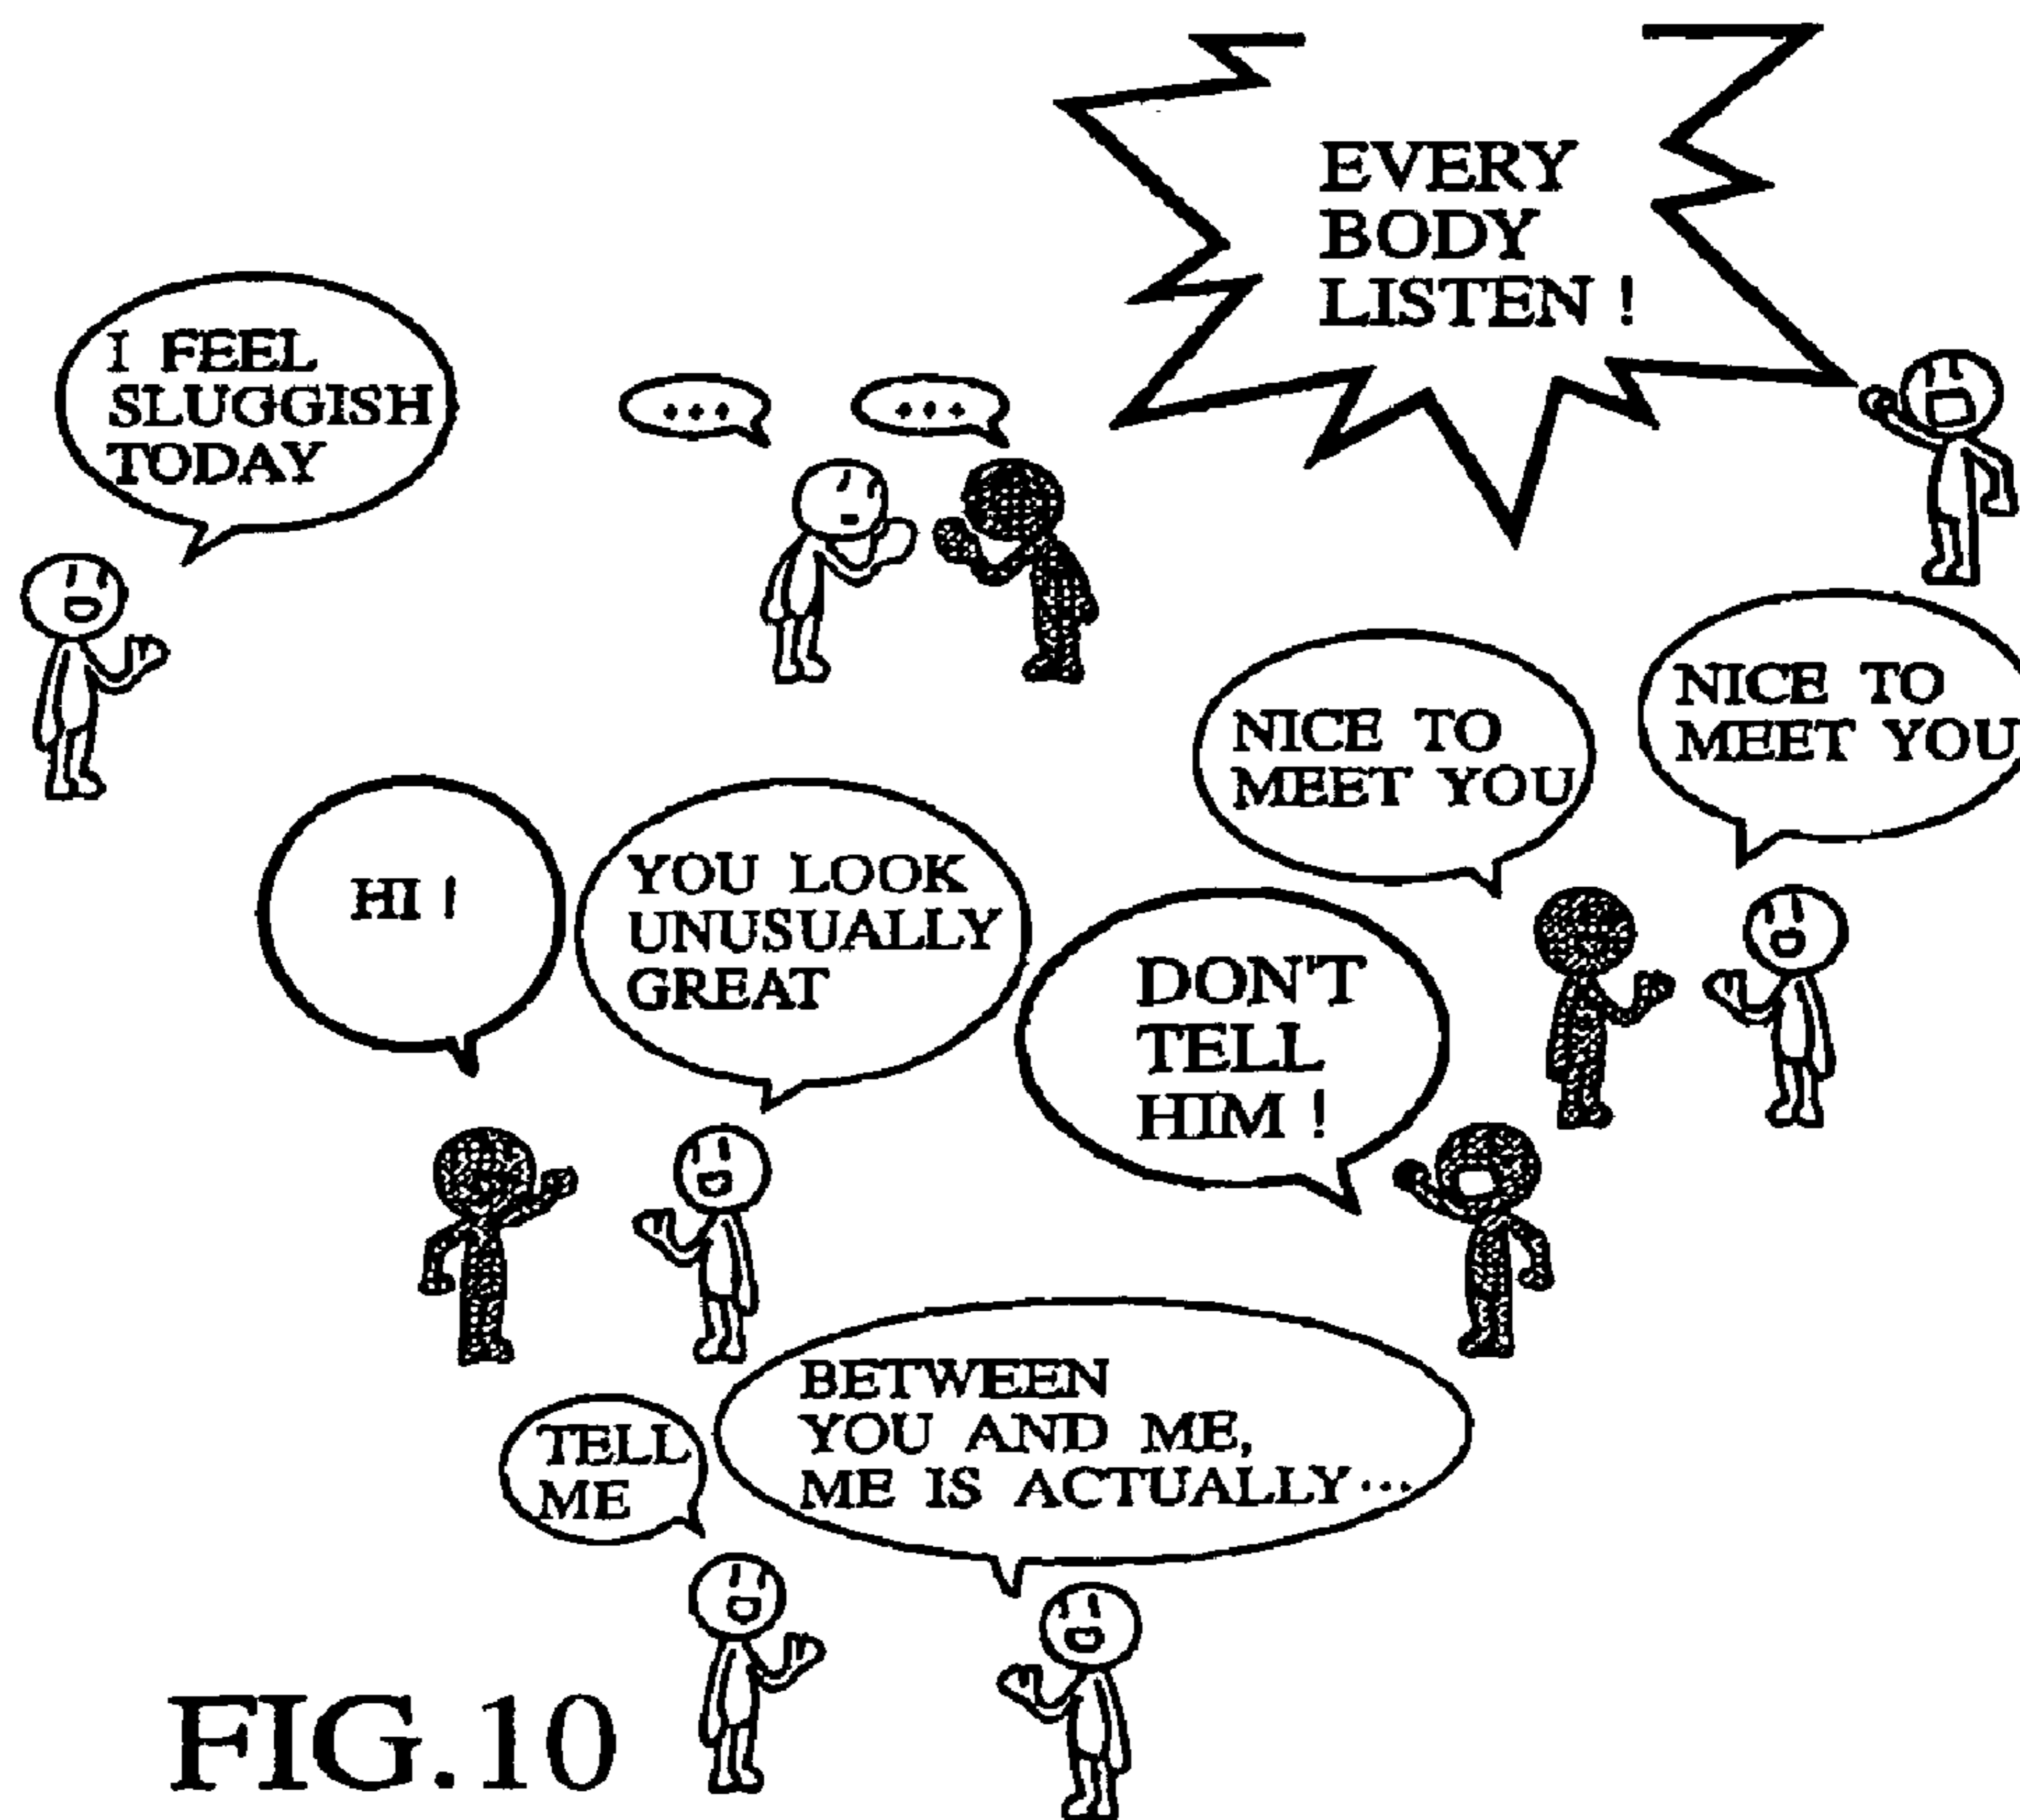 EVERY
BODY
LISTEN !
I FEEL
SLUGGISH
TODAY
...
...
NICE TO
MEET YOU
NICE TO
MEET YOU
HI !
YOU LOOK
UNUSUALLY
GREAT
DON'T
TELL
HIM !
TELL
ME
BETWEEN
YOU AND ME,
ME IS ACTUALLY...
FIG.10